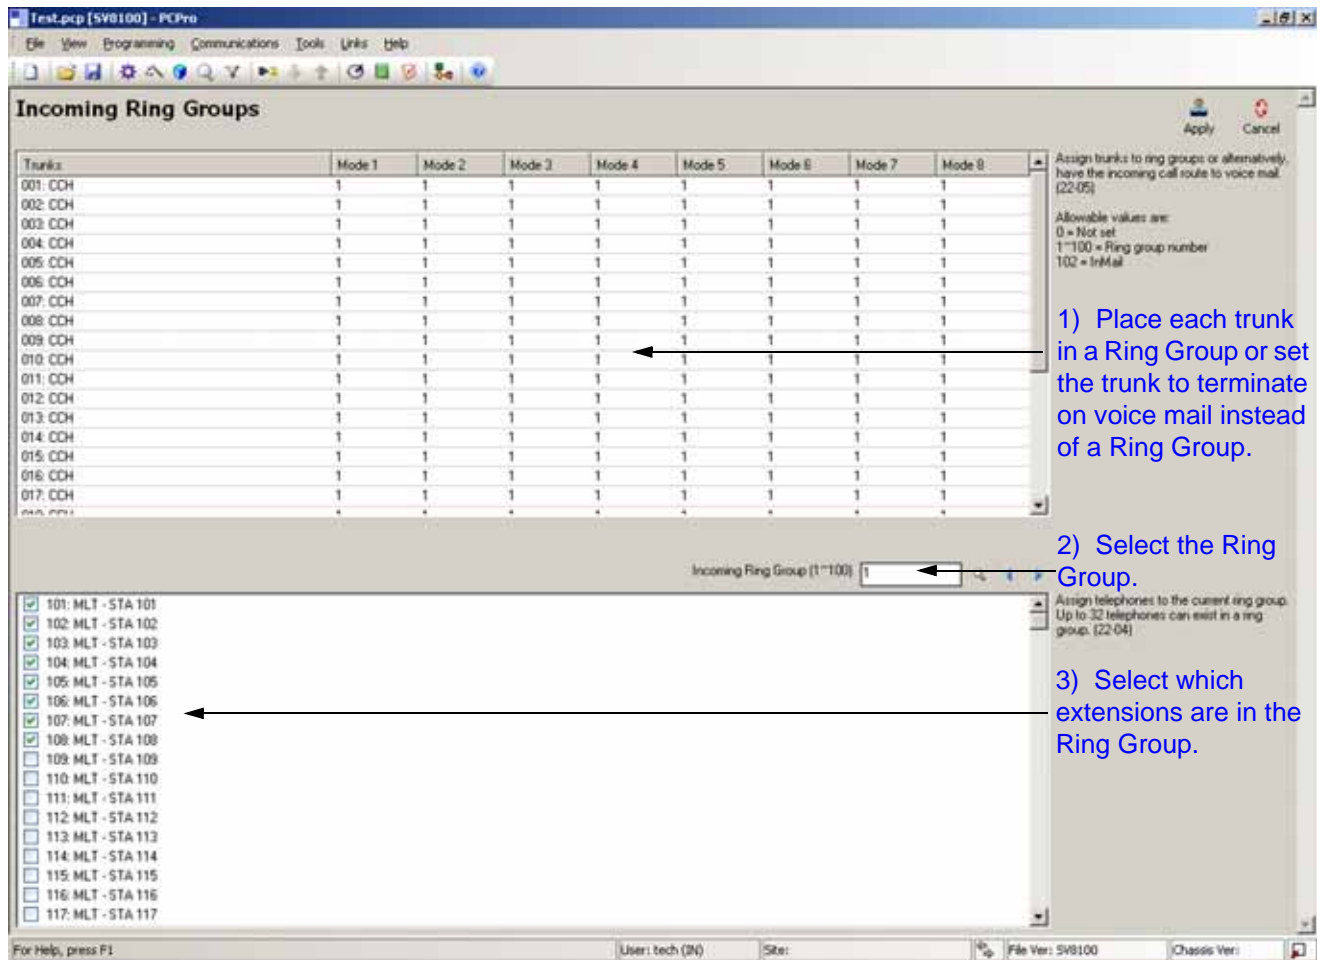 Test.pcp [SV8100] - PCPro
File View Programming Communications Tools Links Help
Incoming Ring Groups
Apply Cancel
Trunks Mode 1 Mode 2 Mode 3 Mode 4 Mode 5 Mode 6 Mode 7 Mode 8
001: CCH 1 1 1 1 1 1 1 1
002: CCH 1 1 1 1 1 1 1 1
003: CCH 1 1 1 1 1 1 1 1
004: CCH 1 1 1 1 1 1 1 1
005: CCH 1 1 1 1 1 1 1 1
006: CCH 1 1 1 1 1 1 1 1
007: CCH 1 1 1 1 1 1 1 1
008: CCH 1 1 1 1 1 1 1 1
009: CCH 1 1 1 1 1 1 1 1
010: CCH 1 1 1 1 1 1 1 1
011: CCH 1 1 1 1 1 1 1 1
012: CCH 1 1 1 1 1 1 1 1
013: CCH 1 1 1 1 1 1 1 1
014: CCH 1 1 1 1 1 1 1 1
015: CCH 1 1 1 1 1 1 1 1
016: CCH 1 1 1 1 1 1 1 1
017: CCH 1 1 1 1 1 1 1 1
Assign trunks to ring groups or alternatively,
have the incoming call route to voice mail.
(22-05)
Allowable values are:
0 = Not set
1~100 = Ring group number
102 = InMail
1) Place each trunk
in a Ring Group or set
the trunk to terminate
on voice mail instead
of a Ring Group.
2) Select the Ring
Group.
Incoming Ring Group (1~100) 1
Assign telephones to the current ring group.
Up to 32 telephones can exist in a ring
group. (22-04)
101: MLT - STA 101
102: MLT - STA 102
103: MLT - STA 103
104: MLT - STA 104
105: MLT - STA 105
106: MLT - STA 106
107: MLT - STA 107
108: MLT - STA 108
109: MLT - STA 109
110: MLT - STA 110
111: MLT - STA 111
112: MLT - STA 112
113: MLT - STA 113
114: MLT - STA 114
115: MLT - STA 115
116: MLT - STA 116
117: MLT - STA 117
3) Select which
extensions are in the
Ring Group.
For Help, press F1 User: tech (IN) Site: File Ver: SV8100 Chassis Ver: